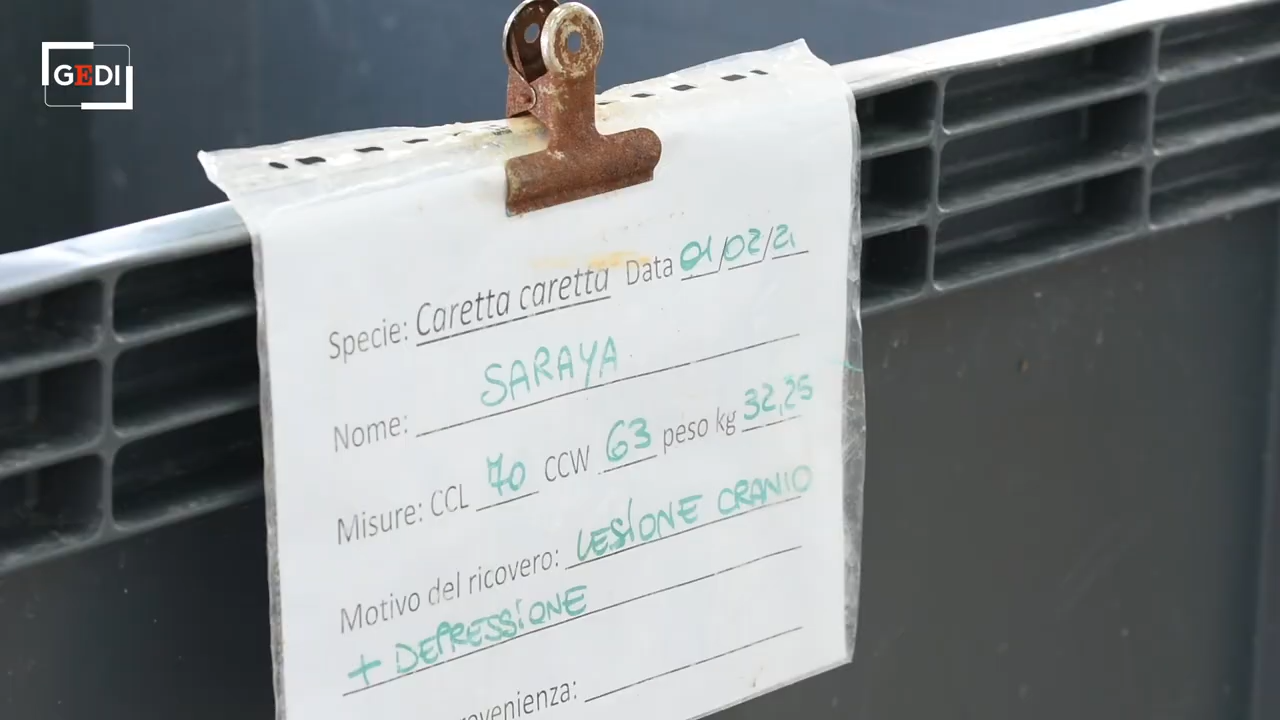 GEDI
Specie: Caretta caretta Data 01/02/21
Nome: SARAYA
Misure: CCL 70 CCW 63 peso kg 32,25
Motivo del ricovero: LESIONE CRANIO
+ DEPRESSIONE
ovenienza: